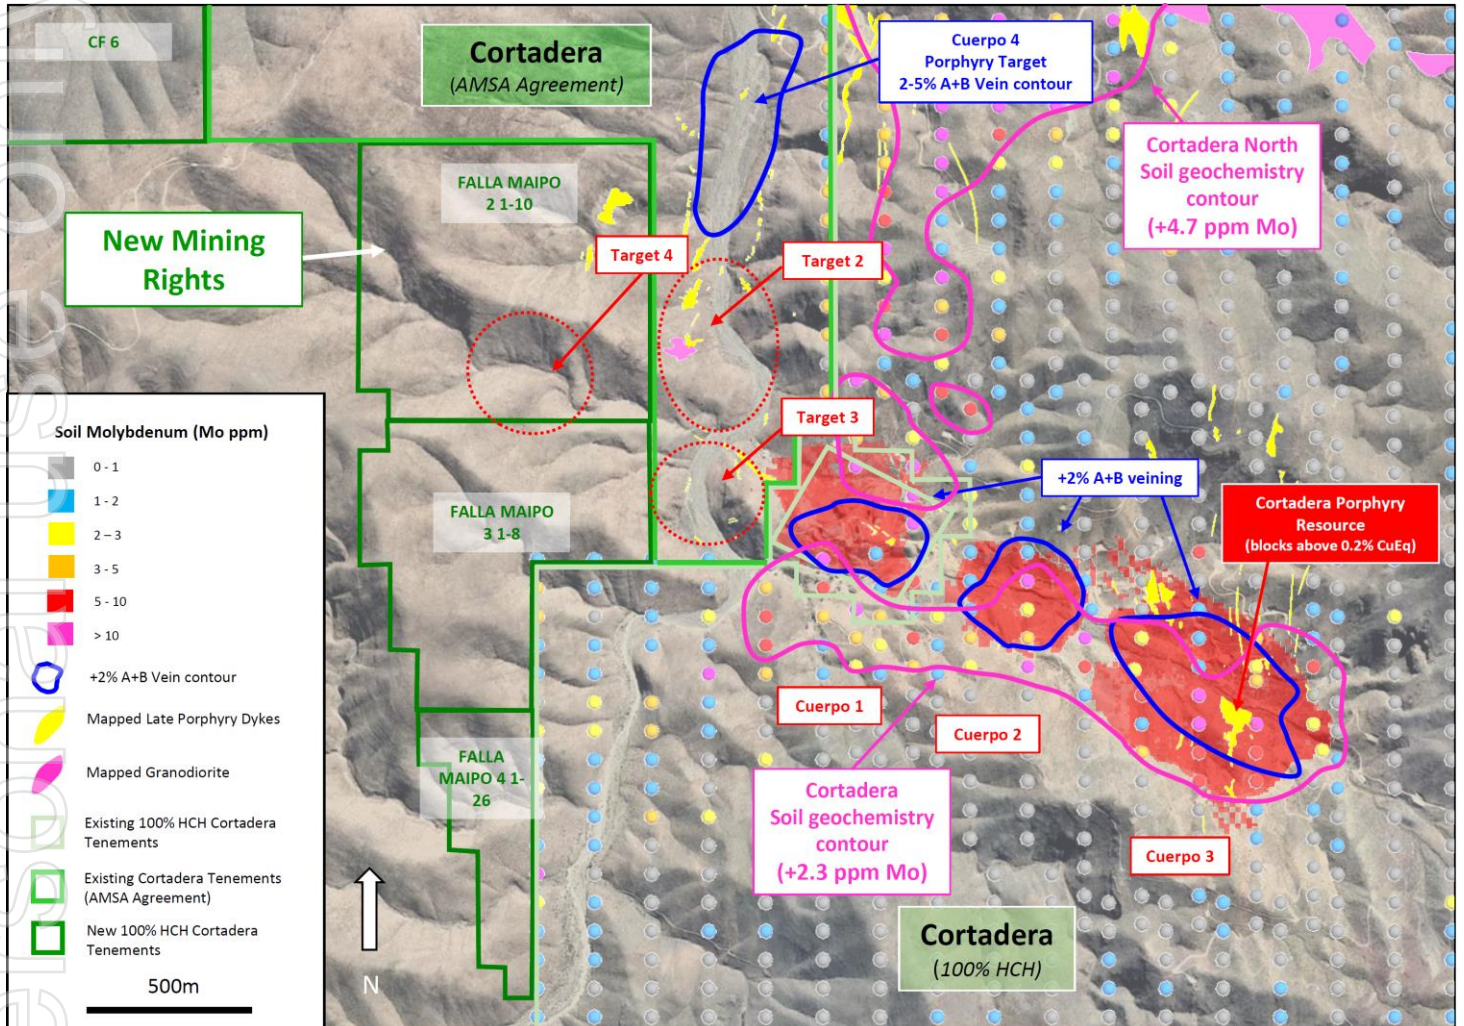 CF 6
Cortadera
(AMSA Agreement)
Cuerpo 4
Porphyry Target
2-5% A+B Vein contour
Cortadera North
Soil geochemistry
contour
(+4.7 ppm Mo)
FALLA MAIPO
2 1-10
New Mining
Rights
Target 4
Target 2
Target 3
+2% A+B veining
Cortadera Porphyry
Resource
(blocks above 0.2% CuEq)
FALLA MAIPO
3 1-8
FALLA
MAIPO 4 1-
26
Cuerpo 1
Cuerpo 2
Cuerpo 3
Cortadera
Soil geochemistry
contour
(+2.3 ppm Mo)
Cortadera
(100% HCH)
Soil Molybdenum (Mo ppm)
0 - 1
1 - 2
2 – 3
3 - 5
5 - 10
> 10
+2% A+B Vein contour
Mapped Late Porphyry Dykes
Mapped Granodiorite
Existing 100% HCH Cortadera
Tenements
Existing Cortadera Tenements
(AMSA Agreement)
New 100% HCH Cortadera
Tenements
500m
N
ersonal use only